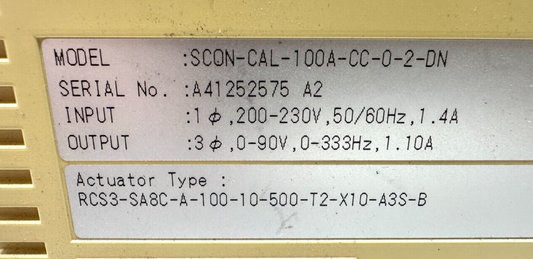 MODEL :SCON-CAL-100A-CC-0-2-DN
SERIAL No. :A41252575 A2
INPUT :1φ,200-230V,50/60Hz,1.4A
OUTPUT :3φ,0-90V,0-333Hz,1.10A
Actuator Type :
RCS3-SA8C-A-100-10-500-T2-X10-A3S-B